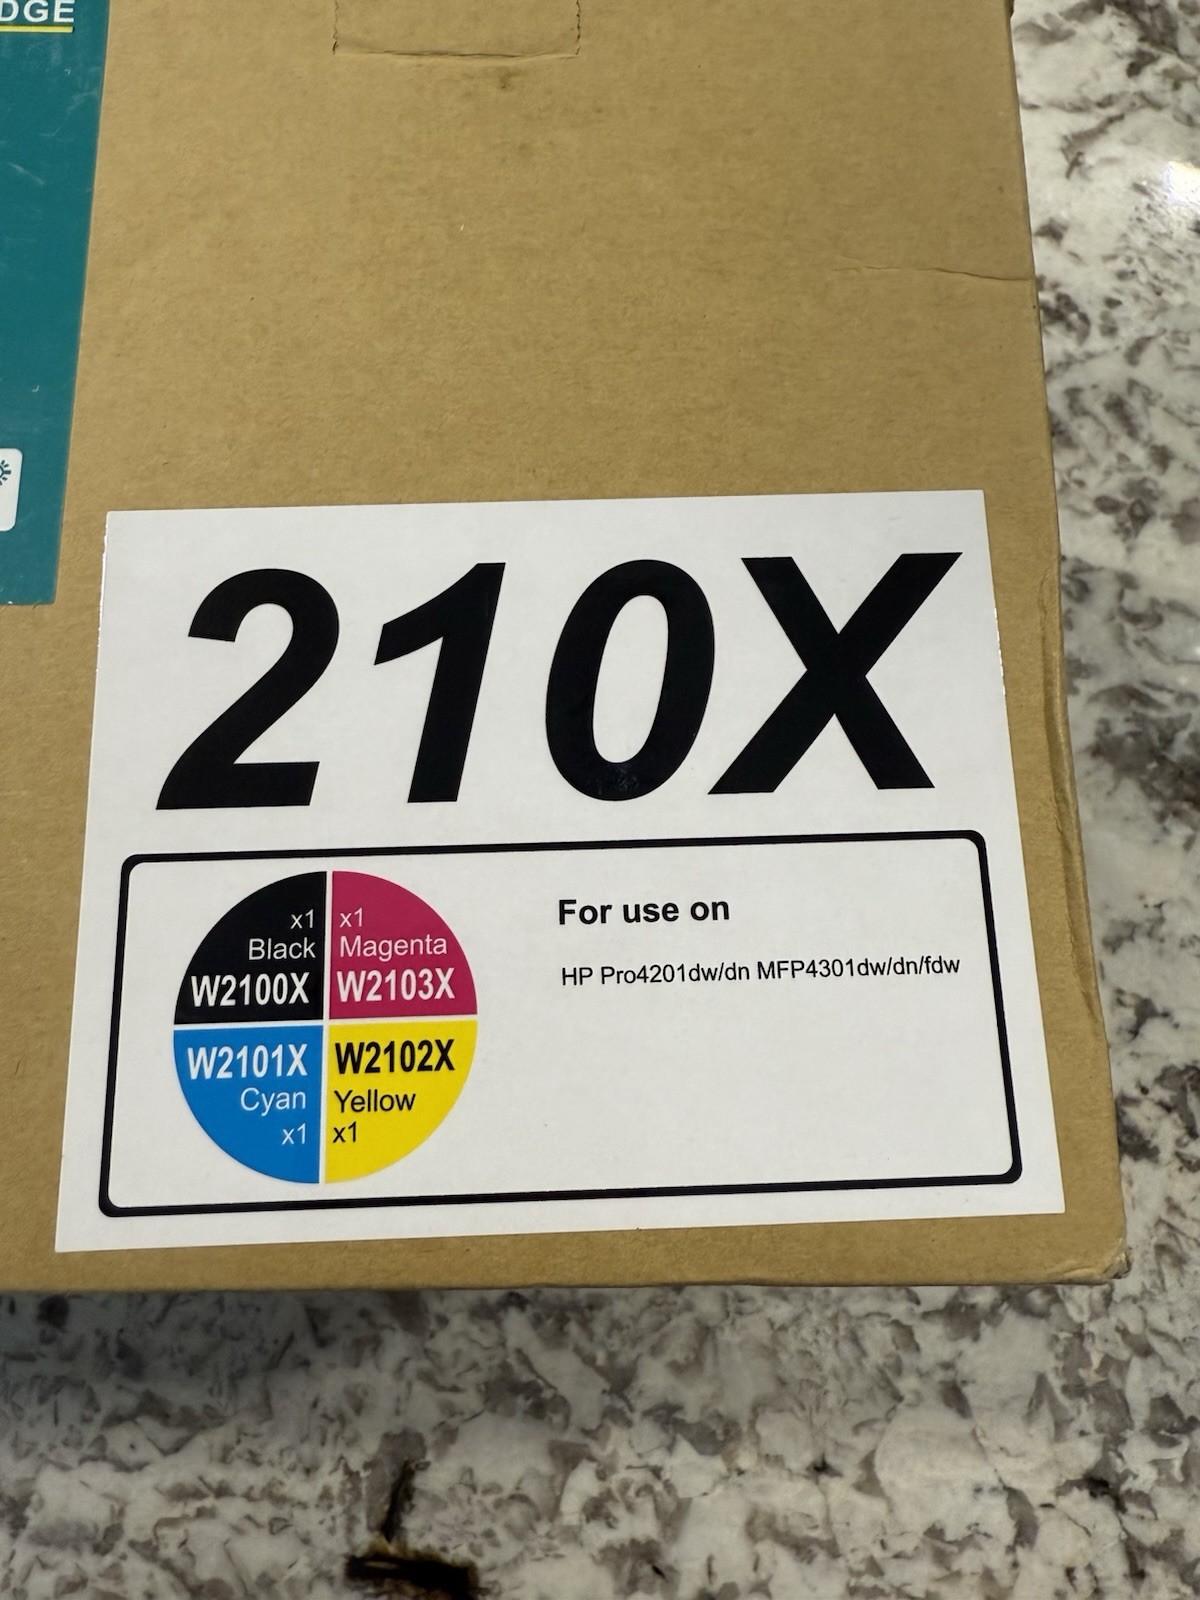 210X
x1
Black
W2100X
x1
Magenta
W2103X
W2101X
Cyan
x1
W2102X
Yellow
x1
For use on
HP Pro4201dw/dn MFP4301dw/dn/fdw